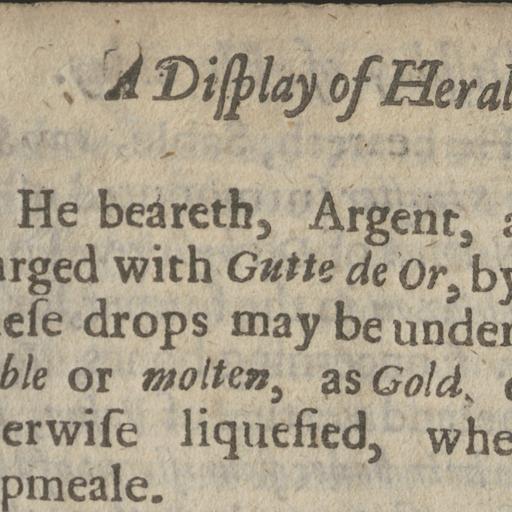 A Diſplay of Heral
He beareth, Argent, a
arged with Gutte de Or, by
heſe drops may be under
ble or molten, as Gold,
erwiſe liquefied, whe
pmeale.